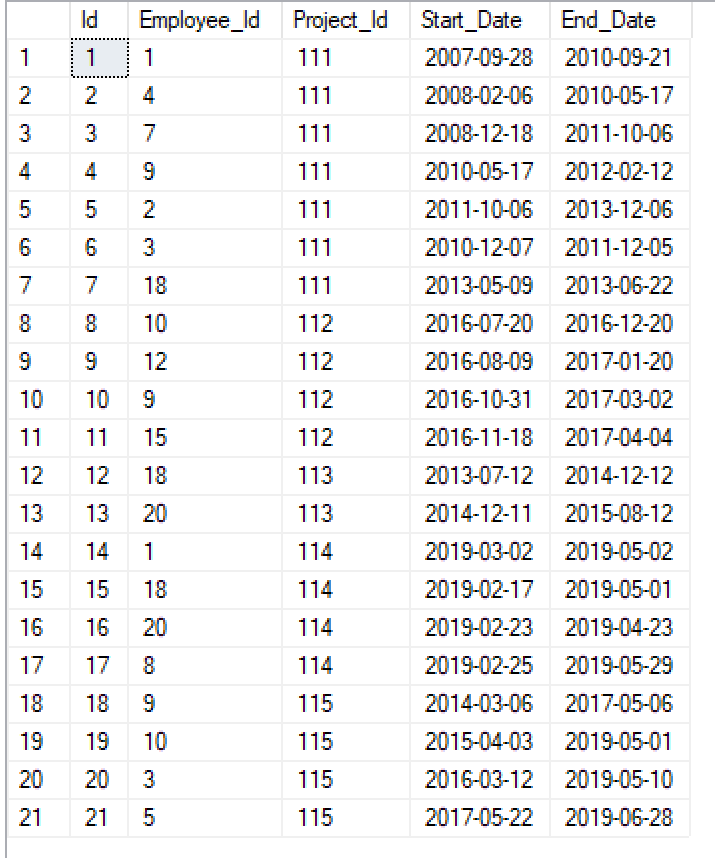 Id Employee_Id Project_Id Start_Date End_Date
1 1 1 111 2007-09-28 2010-09-21
2 2 4 111 2008-02-06 2010-05-17
3 3 7 111 2008-12-18 2011-10-06
4 4 9 111 2010-05-17 2012-02-12
5 5 2 111 2011-10-06 2013-12-06
6 6 3 111 2010-12-07 2011-12-05
7 7 18 111 2013-05-09 2013-06-22
8 8 10 112 2016-07-20 2016-12-20
9 9 12 112 2016-08-09 2017-01-20
10 10 9 112 2016-10-31 2017-03-02
11 11 15 112 2016-11-18 2017-04-04
12 12 18 113 2013-07-12 2014-12-12
13 13 20 113 2014-12-11 2015-08-12
14 14 1 114 2019-03-02 2019-05-02
15 15 18 114 2019-02-17 2019-05-01
16 16 20 114 2019-02-23 2019-04-23
17 17 8 114 2019-02-25 2019-05-29
18 18 9 115 2014-03-06 2017-05-06
19 19 10 115 2015-04-03 2019-05-01
20 20 3 115 2016-03-12 2019-05-10
21 21 5 115 2017-05-22 2019-06-28